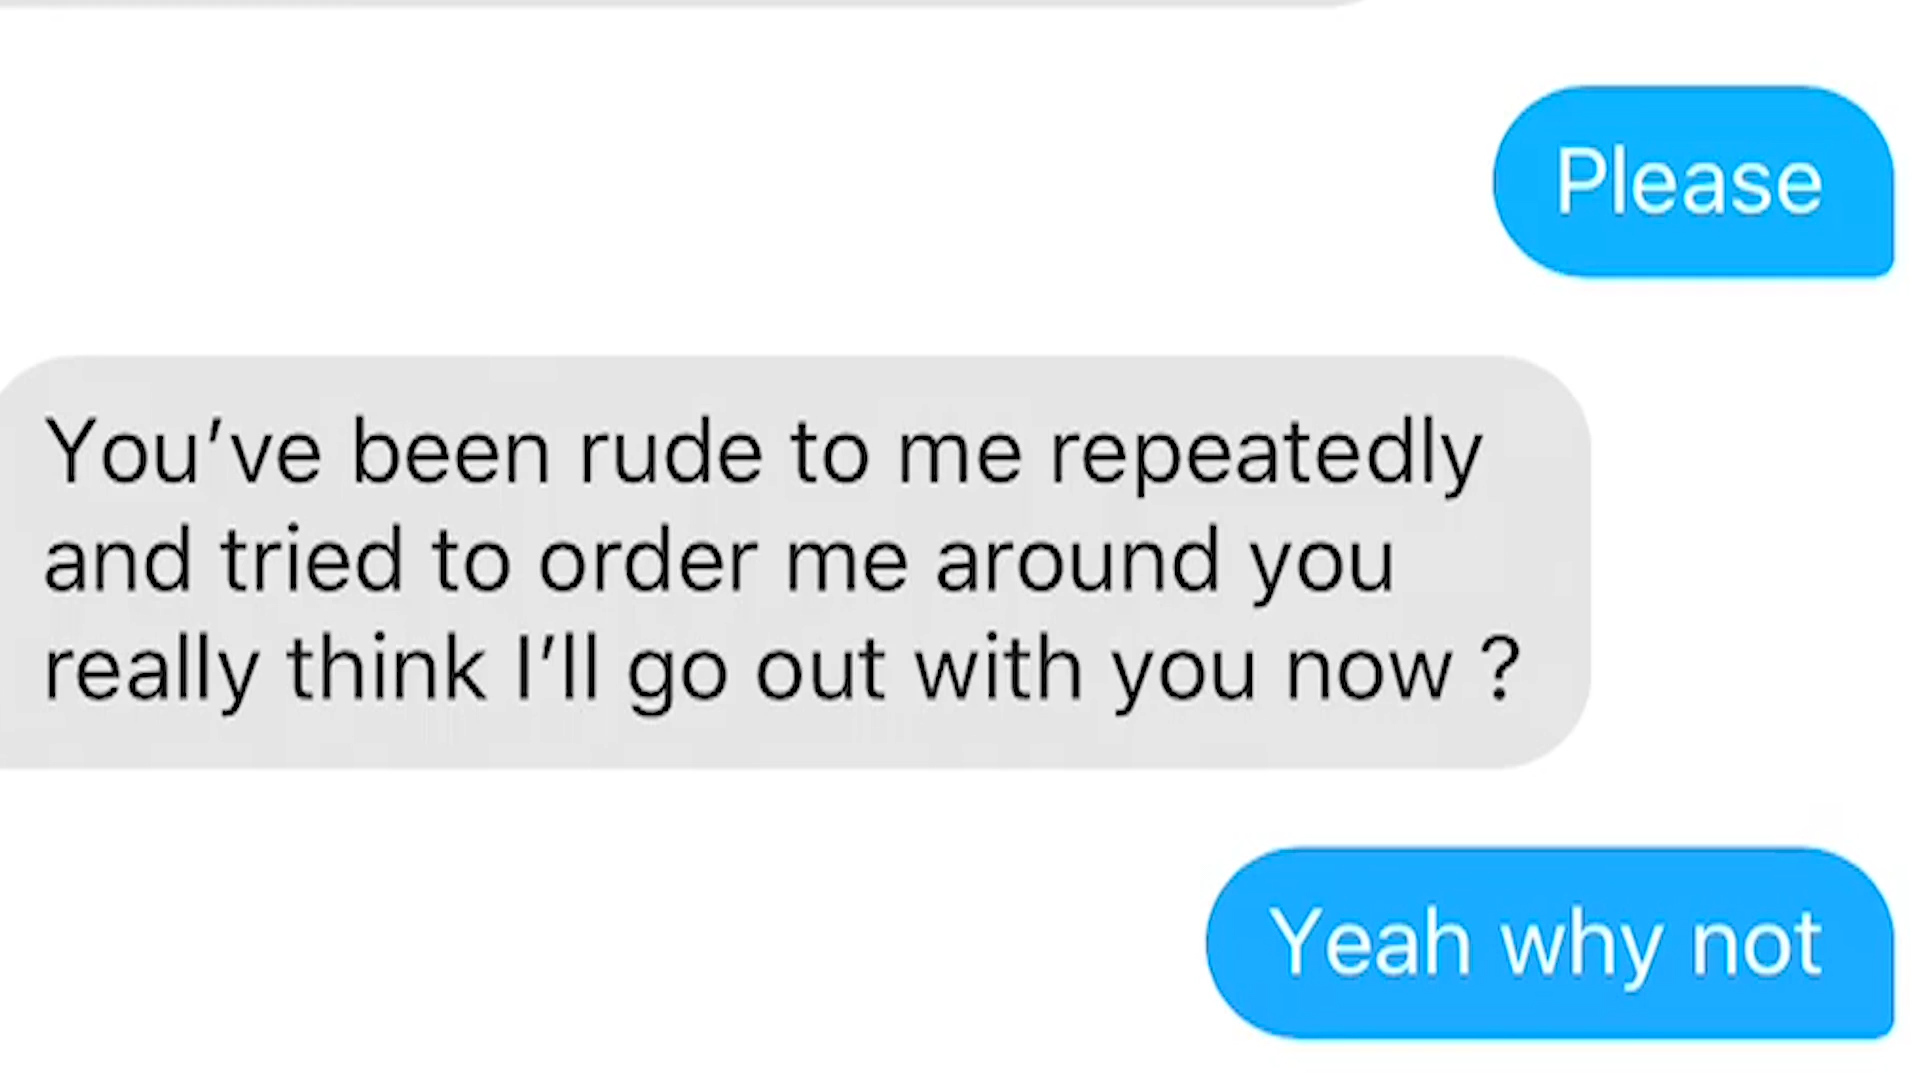 Please
You’ve been rude to me repeatedly
and tried to order me around you
really think I’ll go out with you now ?
Yeah why not